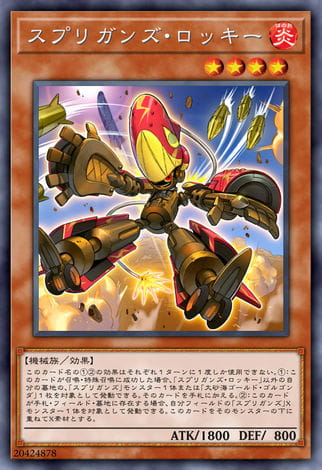 スプリガンズ・ロッキー
炎
ほのお
【機械族/効果】
このカード名の①②の効果はそれぞれ1ターンに1度しか使用できない。①:こ
のカードが召喚・特殊召喚に成功した場合、「スプリガンズ・ロッキー」以外の自分
の墓地の、「スプリガンズ」モンスター1体または「大砂海ゴールド・ゴルゴン
ダ」1枚を対象として発動できる。そのカードを手札に加える。②:このカー
ドが手札・フィールド・墓地に存在する場合、自分フィールドの「スプリガンズ」X
モンスター1体を対象として発動できる。このカードをそのモンスターの下に
重ねてX素材とする。
ATK/1800 DEF/ 800
20424878